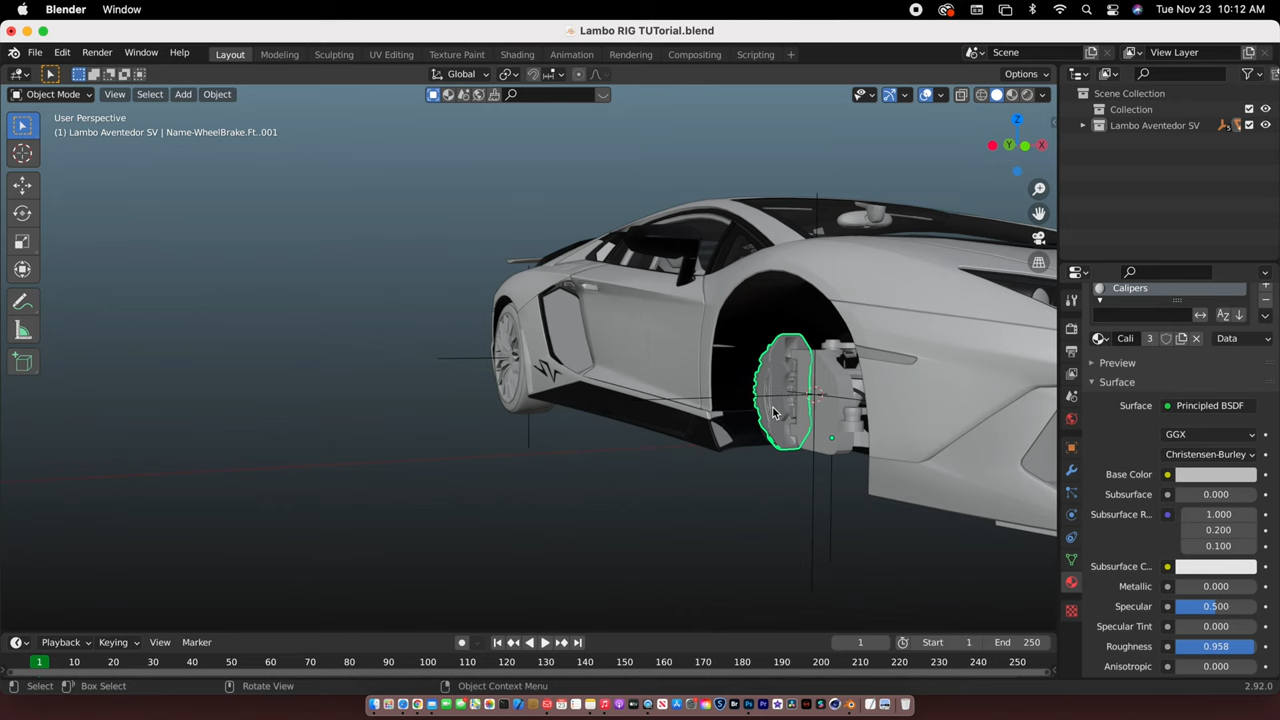 Blender Window Tue Nov 23 10:12 AM
Lambo RIG TUTorial.blend
File Edit Render Window Help Layout Modeling Sculpting UV Editing Texture Paint Shading Animation Rendering Compositing Scripting + Scene View Layer
Global Options
Object Mode View Select Add Object
User Perspective
(1) Lambo Aventedor SV | Name-WheelBrake.Ft..001
Z
Y
X
Scene Collection
Collection
Lambo Aventedor SV 5
Calipers
Cali 3 Data
Preview
Surface
Surface Principled BSDF
GGX
Christensen-Burley
Base Color
Subsurface 0.000
Subsurface R... 1.000
0.200
0.100
Subsurface C...
Metallic 0.000
Specular 0.500
Specular Tint 0.000
Roughness 0.958
Anisotropic 0.000
Playback Keying View Marker 1 Start 1 End 250
1 10 20 30 40 50 60 70 80 90 100 110 120 130 140 150 160 170 180 190 200 210 220 230 240 250
Select Box Select Rotate View Object Context Menu 2.92.0